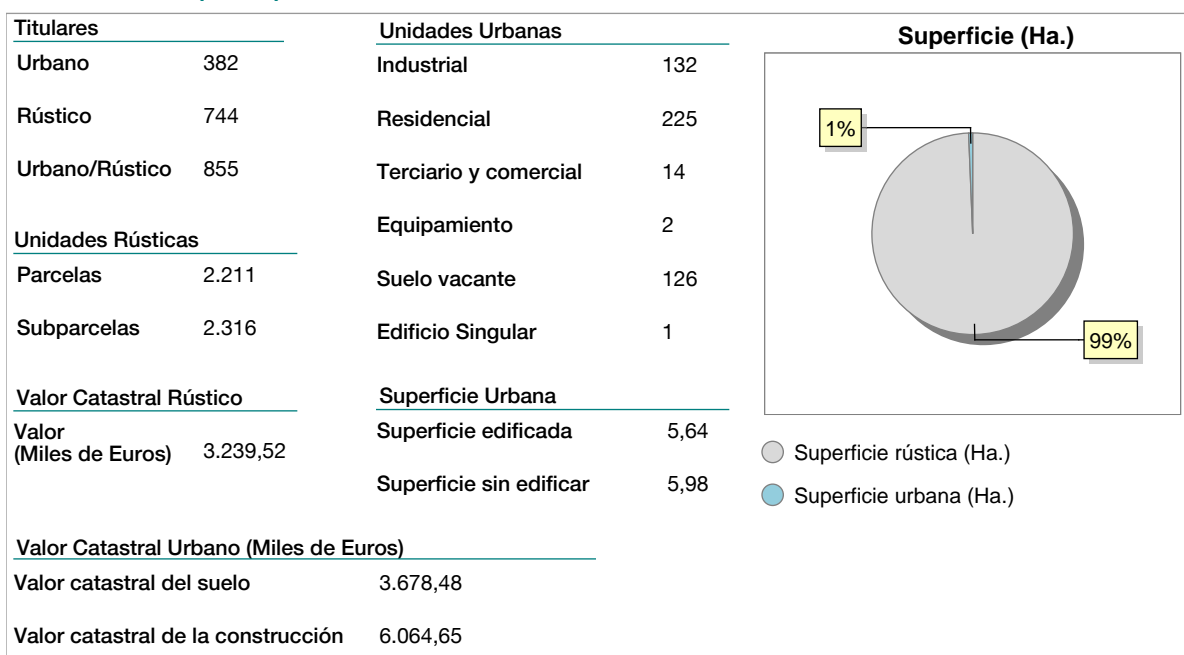 Titulares
Urbano 382
Rústico 744
Urbano/Rústico 855
Unidades Rústicas
Parcelas 2.211
Subparcelas 2.316
Valor Catastral Rústico
Valor
(Miles de Euros) 3.239,52
Unidades Urbanas
Industrial 132
Residencial 225
Terciario y comercial 14
Equipamiento 2
Suelo vacante 126
Edificio Singular 1
Superficie Urbana
Superficie edificada 5,64
Superficie sin edificar 5,98
Valor Catastral Urbano (Miles de Euros)
Valor catastral del suelo 3.678,48
Valor catastral de la construcción 6.064,65
Superficie (Ha.)
1%
99%
Superficie rústica (Ha.)
Superficie urbana (Ha.)